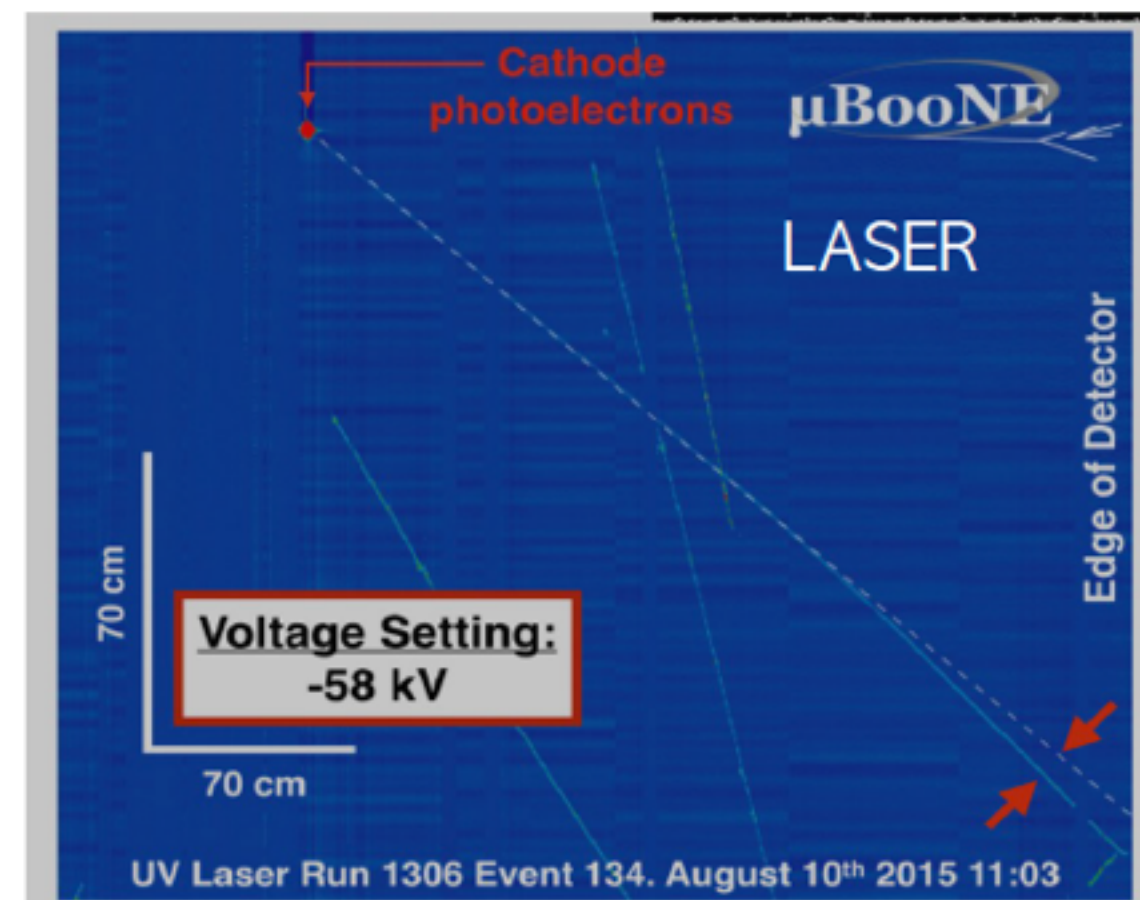 Cathode
photoelectrons
μBooNE
LASER
Edge of Detector
70 cm
Voltage Setting:
-58 kV
70 cm
UV Laser Run 1306 Event 134. August 10th 2015 11:03